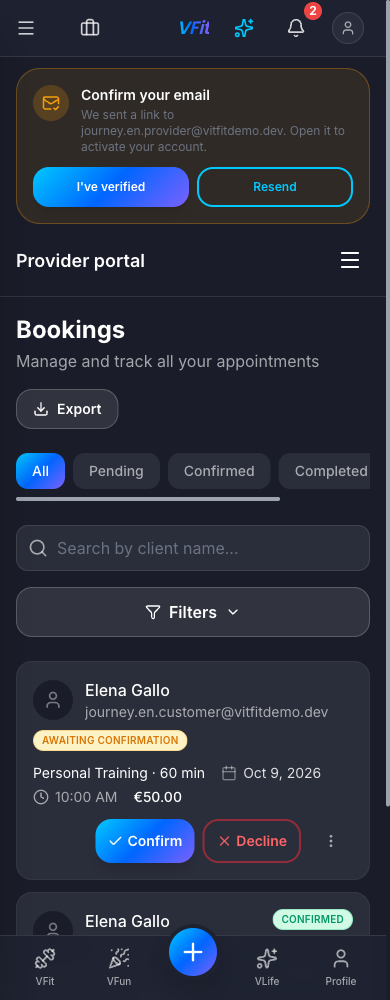 VFit
2
Confirm your email
We sent a link to
journey.en.provider@vitfitdemo.dev. Open it to
activate your account.
I've verified
Resend
Provider portal
Bookings
Manage and track all your appointments
Export
All
Pending
Confirmed
Completed
Search by client name...
Filters
Elena Gallo
journey.en.customer@vitfitdemo.dev
AWAITING CONFIRMATION
Personal Training · 60 min
Oct 9, 2026
10:00 AM
€50.00
Confirm
Decline
Elena Gallo
CONFIRMED
VFit
VFun
VLife
Profile